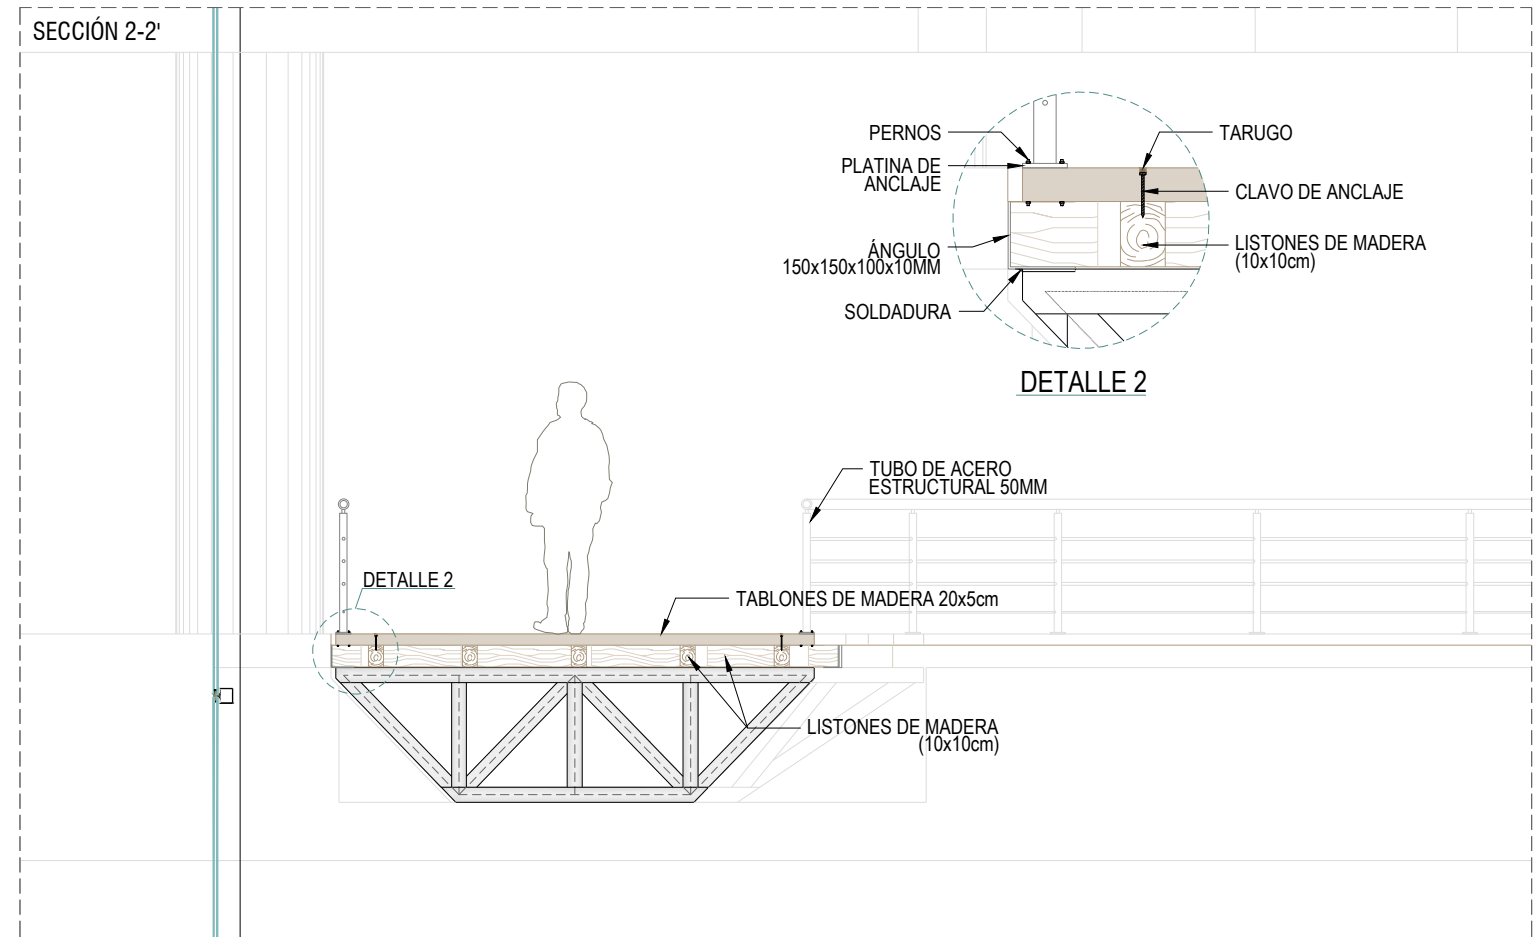 SECCIÓN 2-2'
PERNOS
PLATINA DE
ANCLAJE
ÁNGULO
150x150x100x10MM
SOLDADURA
TARUGO
CLAVO DE ANCLAJE
LISTONES DE MADERA
(10x10cm)
DETALLE 2
TUBO DE ACERO
ESTRUCTURAL 50MM
DETALLE 2
TABLONES DE MADERA 20x5cm
LISTONES DE MADERA
(10x10cm)